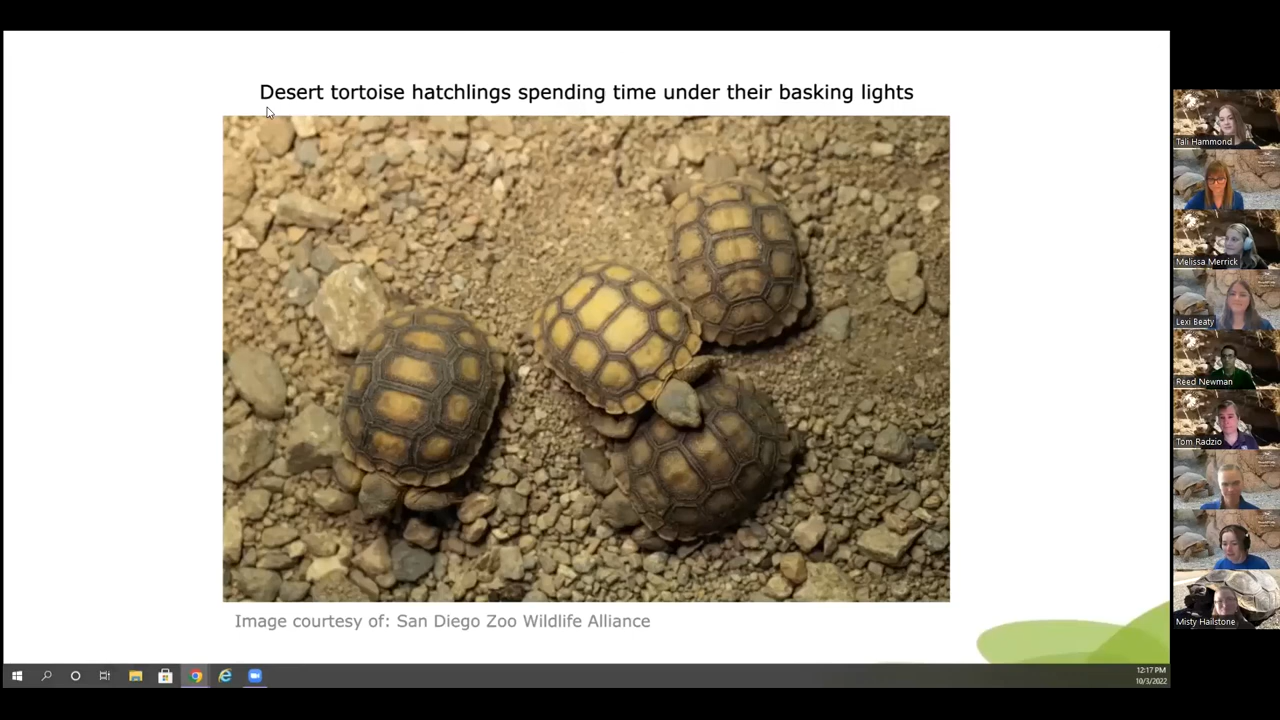 Desert tortoise hatchlings spending time under their basking lights
Image courtesy of: San Diego Zoo Wildlife Alliance
Tali Hammond
Melissa Merrick
Lexi Beaty
Reed Newman
Tom Radzio
Misty Hailstone
12:17 PM
10/3/2022